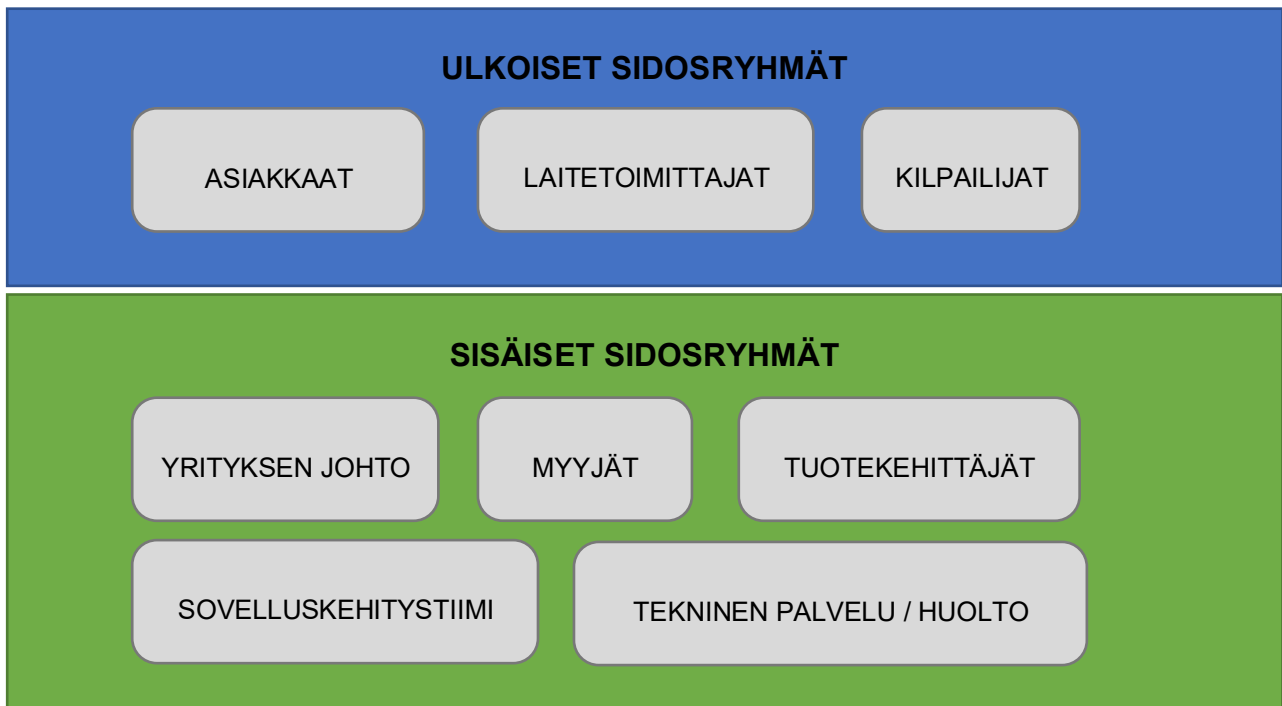 ULKOISET SIDOSRYHMÄT
ASIAKKAAT
LAITETOIMITTAJAT
KILPAILIJAT
SISÄISET SIDOSRYHMÄT
YRITYKSEN JOHTO
MYYJÄT
TUOTEKEHITTÄJÄT
SOVELLUSKEHITYSTIIMI
TEKNINEN PALVELU / HUOLTO